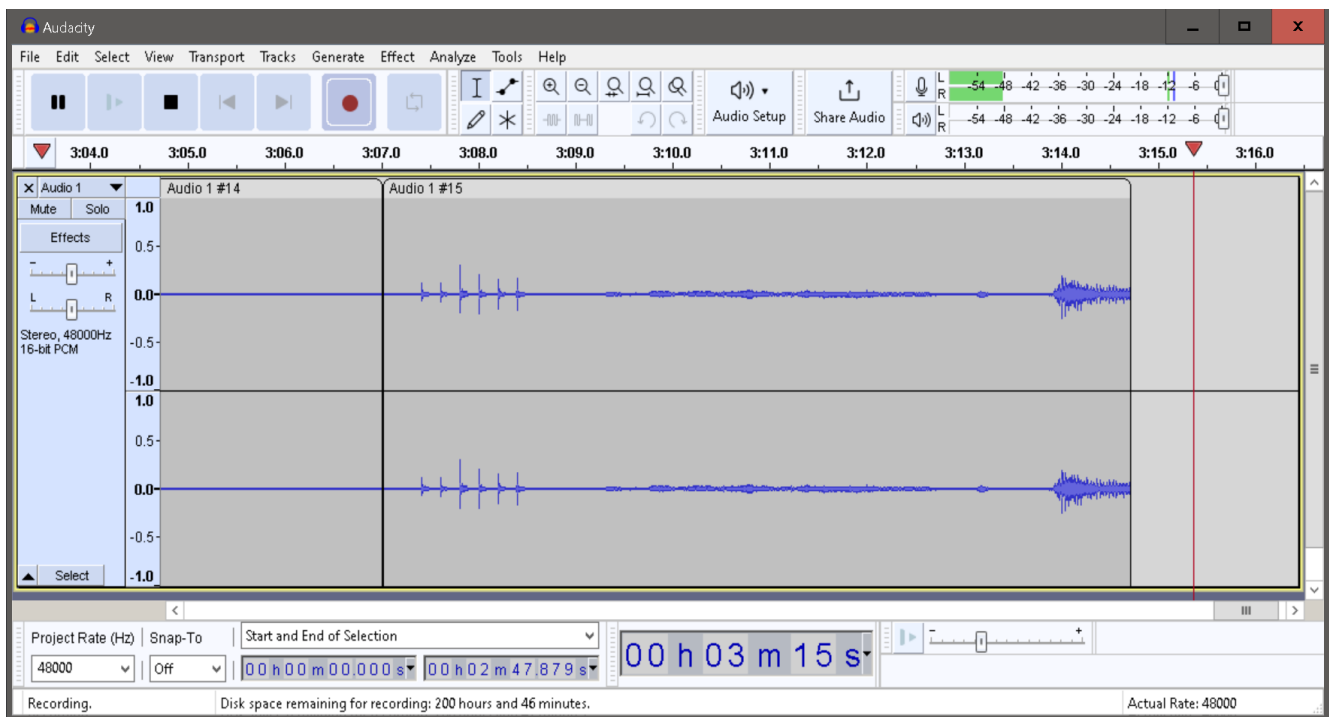 Audacity
File Edit Select View Transport Tracks Generate Effect Analyze Tools Help
Audio Setup
Share Audio
L
R
-54 -48 -42 -36 -30 -24 -18 -12 -6 0
L
R
-54 -48 -42 -36 -30 -24 -18 -12 -6 0
3:04.0 3:05.0 3:06.0 3:07.0 3:08.0 3:09.0 3:10.0 3:11.0 3:12.0 3:13.0 3:14.0 3:15.0 3:16.0
Audio 1
Mute Solo
Effects
- +
L R
Stereo, 48000Hz
16-bit PCM
Select
1.0
0.5
0.0
-0.5
-1.0
1.0
0.5
0.0
-0.5
-1.0
Audio 1 #14
Audio 1 #15
Project Rate (Hz)
48000
Snap-To
Off
Start and End of Selection
00 h 00 m 00.000 s
00 h 02 m 47.879 s
00 h 03 m 15 s
- +
Recording.
Disk space remaining for recording: 200 hours and 46 minutes.
Actual Rate: 48000